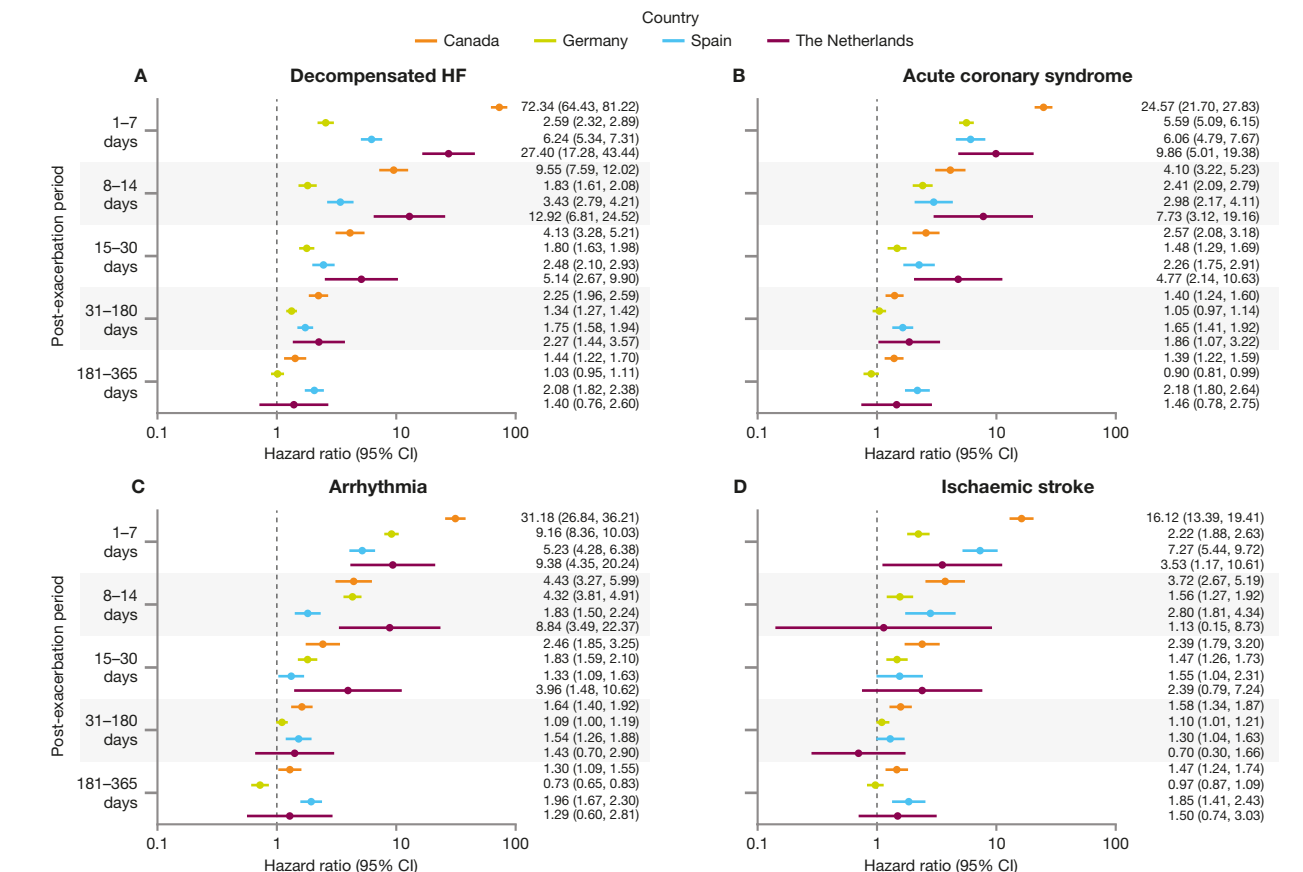 Country
Canada Germany Spain The Netherlands
A Decompensated HF
Post-exacerbation period
1–7
days
72.34 (64.43, 81.22)
2.59 (2.32, 2.89)
6.24 (5.34, 7.31)
27.40 (17.28, 43.44)
8–14
days
9.55 (7.59, 12.02)
1.83 (1.61, 2.08)
3.43 (2.79, 4.21)
12.92 (6.81, 24.52)
15–30
days
4.13 (3.28, 5.21)
1.80 (1.63, 1.98)
2.48 (2.10, 2.93)
5.14 (2.67, 9.90)
31–180
days
2.25 (1.96, 2.59)
1.34 (1.27, 1.42)
1.75 (1.58, 1.94)
2.27 (1.44, 3.57)
181–365
days
1.44 (1.22, 1.70)
1.03 (0.95, 1.11)
2.08 (1.82, 2.38)
1.40 (0.76, 2.60)
0.1 1 10 100
Hazard ratio (95% CI)
B Acute coronary syndrome
24.57 (21.70, 27.83)
5.59 (5.09, 6.15)
6.06 (4.79, 7.67)
9.86 (5.01, 19.38)
4.10 (3.22, 5.23)
2.41 (2.09, 2.79)
2.98 (2.17, 4.11)
7.73 (3.12, 19.16)
2.57 (2.08, 3.18)
1.48 (1.29, 1.69)
2.26 (1.75, 2.91)
4.77 (2.14, 10.63)
1.40 (1.24, 1.60)
1.05 (0.97, 1.14)
1.65 (1.41, 1.92)
1.86 (1.07, 3.22)
1.39 (1.22, 1.59)
0.90 (0.81, 0.99)
2.18 (1.80, 2.64)
1.46 (0.78, 2.75)
0.1 1 10 100
Hazard ratio (95% CI)
C Arrhythmia
Post-exacerbation period
1–7
days
31.18 (26.84, 36.21)
9.16 (8.36, 10.03)
5.23 (4.28, 6.38)
9.38 (4.35, 20.24)
8–14
days
4.43 (3.27, 5.99)
4.32 (3.81, 4.91)
1.83 (1.50, 2.24)
8.84 (3.49, 22.37)
15–30
days
2.46 (1.85, 3.25)
1.83 (1.59, 2.10)
1.33 (1.09, 1.63)
3.96 (1.48, 10.62)
31–180
days
1.64 (1.40, 1.92)
1.09 (1.00, 1.19)
1.54 (1.26, 1.88)
1.43 (0.70, 2.90)
181–365
days
1.30 (1.09, 1.55)
0.73 (0.65, 0.83)
1.96 (1.67, 2.30)
1.29 (0.60, 2.81)
0.1 1 10 100
Hazard ratio (95% CI)
D Ischaemic stroke
16.12 (13.39, 19.41)
2.22 (1.88, 2.63)
7.27 (5.44, 9.72)
3.53 (1.17, 10.61)
3.72 (2.67, 5.19)
1.56 (1.27, 1.92)
2.80 (1.81, 4.34)
1.13 (0.15, 8.73)
2.39 (1.79, 3.20)
1.47 (1.26, 1.73)
1.55 (1.04, 2.31)
2.39 (0.79, 7.24)
1.58 (1.34, 1.87)
1.10 (1.01, 1.21)
1.30 (1.04, 1.63)
0.70 (0.30, 1.66)
1.47 (1.24, 1.74)
0.97 (0.87, 1.09)
1.85 (1.41, 2.43)
1.50 (0.74, 3.03)
0.1 1 10 100
Hazard ratio (95% CI)